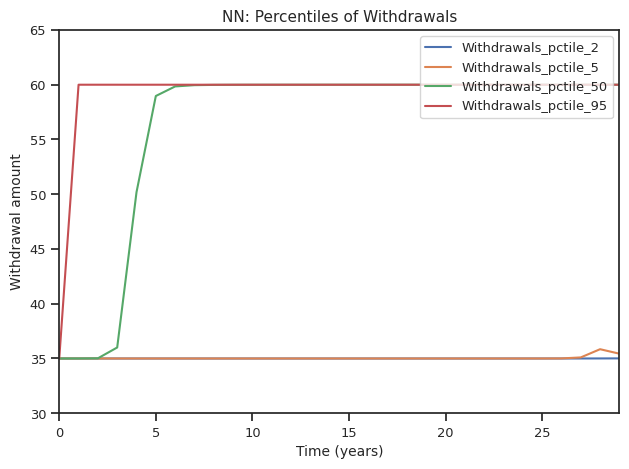 NN: Percentiles of Withdrawals
Withdrawal amount
65
60
55
50
45
40
35
30
Withdrawals_pctile_2
Withdrawals_pctile_5
Withdrawals_pctile_50
Withdrawals_pctile_95
0 5 10 15 20 25
Time (years)